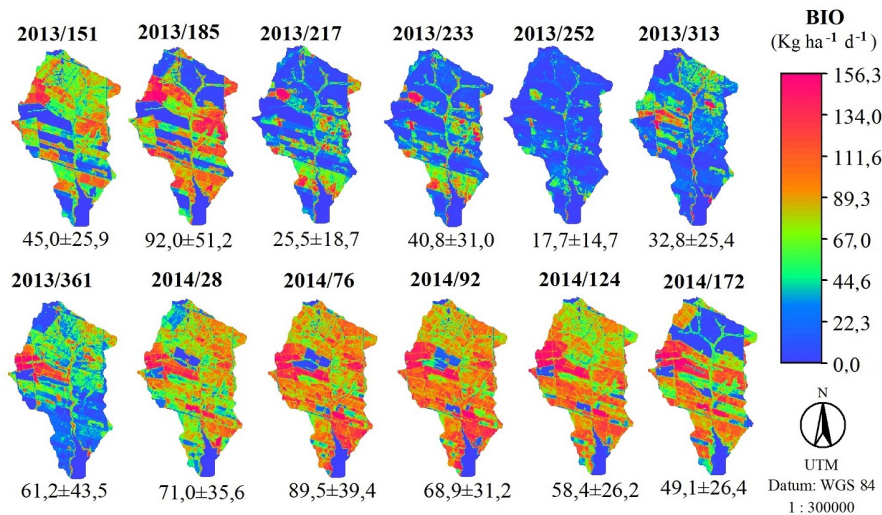 BIO
(Kg ha⁻¹ d⁻¹)
2013/151 2013/185 2013/217 2013/233 2013/252 2013/313
45,0±25,9 92,0±51,2 25,5±18,7 40,8±31,0 17,7±14,7 32,8±25,4
2013/361 2014/28 2014/76 2014/92 2014/124 2014/172
61,2±43,5 71,0±35,6 89,5±39,4 68,9±31,2 58,4±26,2 49,1±26,4
156,3
134,0
111,6
89,3
67,0
44,6
22,3
0,0
N
UTM
Datum: WGS 84
1 : 300000